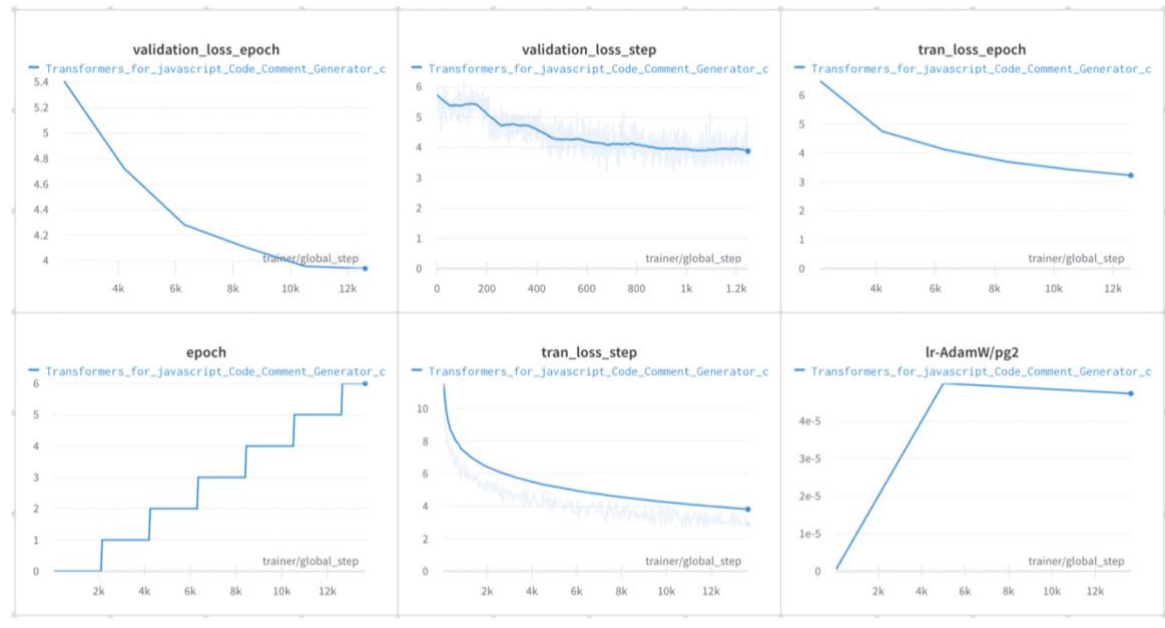 validation_loss_epoch
Transformers_for_javascript_Code_Comment_Generator_c
5.4
5.2
5
4.8
4.6
4.4
4.2
4
trainer/global_step
4k 6k 8k 10k 12k
validation_loss_step
Transformers_for_javascript_Code_Comment_Generator_c
6
5
4
3
2
1
0
trainer/global_step
0 200 400 600 800 1k 1.2k
tran_loss_epoch
Transformers_for_javascript_Code_Comment_Generator_c
6
5
4
3
2
1
0
trainer/global_step
4k 6k 8k 10k 12k
epoch
Transformers_for_javascript_Code_Comment_Generator_c
6
5
4
3
2
1
0
trainer/global_step
2k 4k 6k 8k 10k 12k
tran_loss_step
Transformers_for_javascript_Code_Comment_Generator_c
10
8
6
4
2
0
trainer/global_step
2k 4k 6k 8k 10k 12k
lr-AdamW/pg2
Transformers_for_javascript_Code_Comment_Generator_c
4e-5
3e-5
2e-5
1e-5
0
trainer/global_step
2k 4k 6k 8k 10k 12k